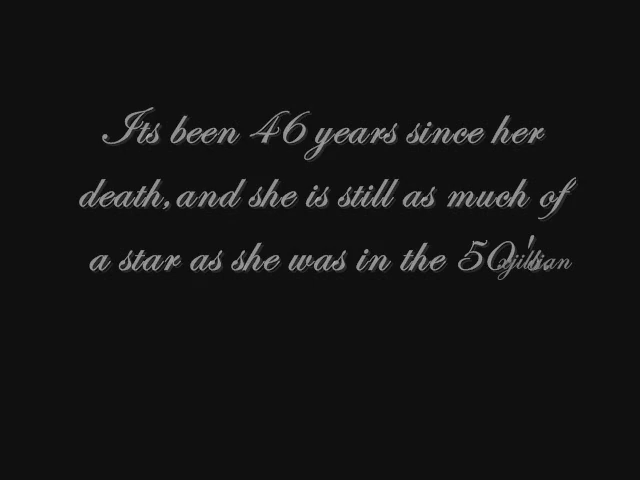 Its been 46 years since her
death,and she is still as much of
a star as she was in the 50's.
xjillian